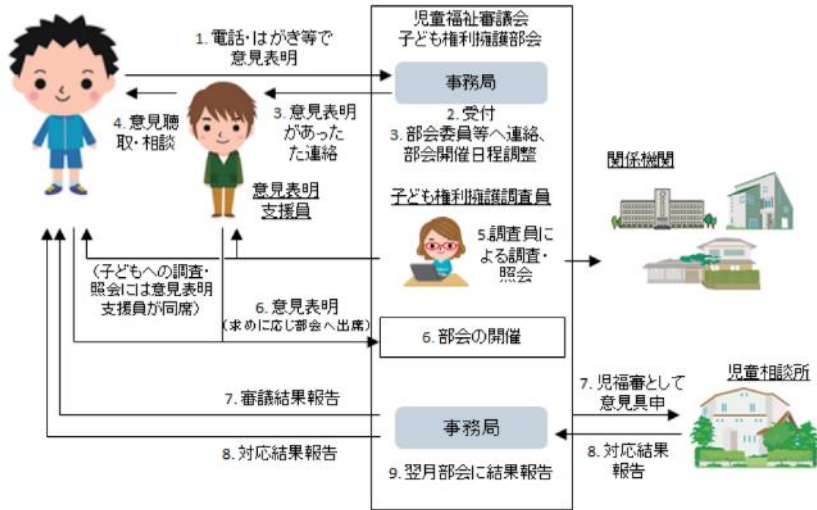 児童福祉審議会
子ども権利擁護部会
1. 電話・はがき等で
意見表明
事務局
2. 受付
3. 部会委員等へ連絡、
部会開催日程調整
3. 意見表明
があった
た連絡
4. 意見聴
取・相談
意見表明
支援員
子ども権利擁護調査員
5.調査員に
よる調査・
照会
関係機関
(子どもへの調査・
照会には意見表明
支援員が同席)
6. 意見表明
(求めに応じ部会へ出席)
6. 部会の開催
7. 審議結果報告
8. 対応結果報告
事務局
9. 翌月部会に結果報告
7. 児福審として
意見具申
児童相談所
8. 対応結果
報告